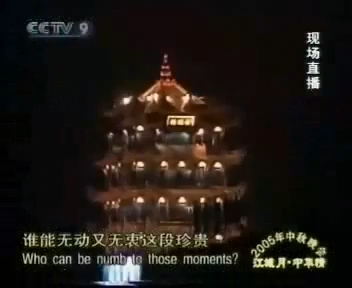 CCTV 9
现场直播
谁能无动又无衷这段珍贵
Who can be numb to those moments?
2005年中秋晚会
江城月·中华情